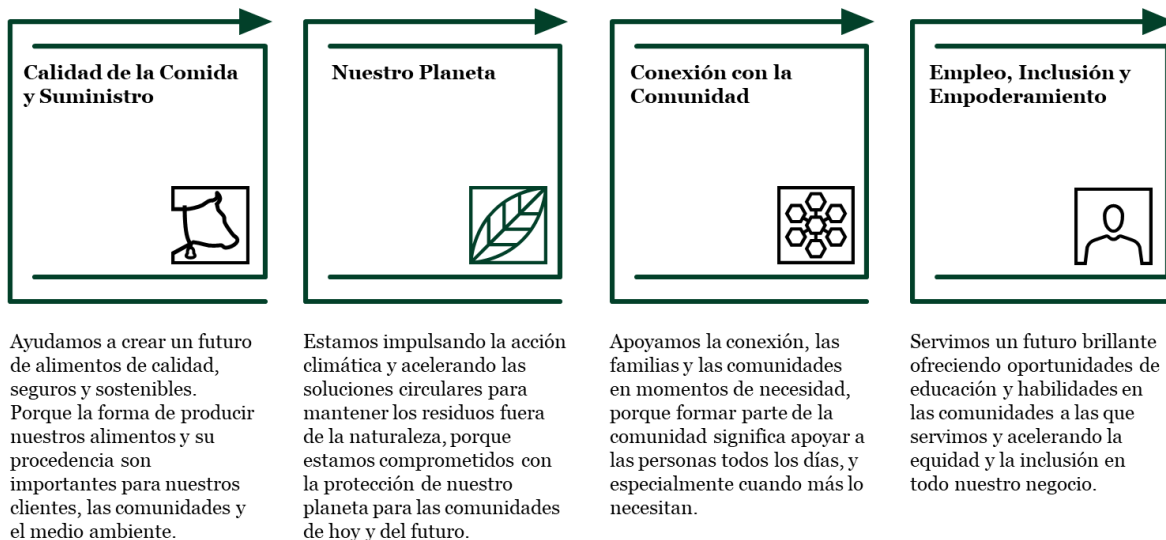 Calidad de la Comida
y Suministro
Ayudamos a crear un futuro
de alimentos de calidad,
seguros y sostenibles.
Porque la forma de producir
nuestros alimentos y su
procedencia son
importantes para nuestros
clientes, las comunidades y
el medio ambiente.
Nuestro Planeta
Estamos impulsando la acción
climática y acelerando las
soluciones circulares para
mantener los residuos fuera
de la naturaleza, porque
estamos comprometidos con
la protección de nuestro
planeta para las comunidades
de hoy y del futuro.
Conexión con la
Comunidad
Apoyamos la conexión, las
familias y las comunidades
en momentos de necesidad,
porque formar parte de la
comunidad significa apoyar a
las personas todos los días, y
especialmente cuando más lo
necesitan.
Empleo, Inclusión y
Empoderamiento
Servimos un futuro brillante
ofreciendo oportunidades de
educación y habilidades en
las comunidades a las que
servimos y acelerando la
equidad y la inclusión en
todo nuestro negocio.